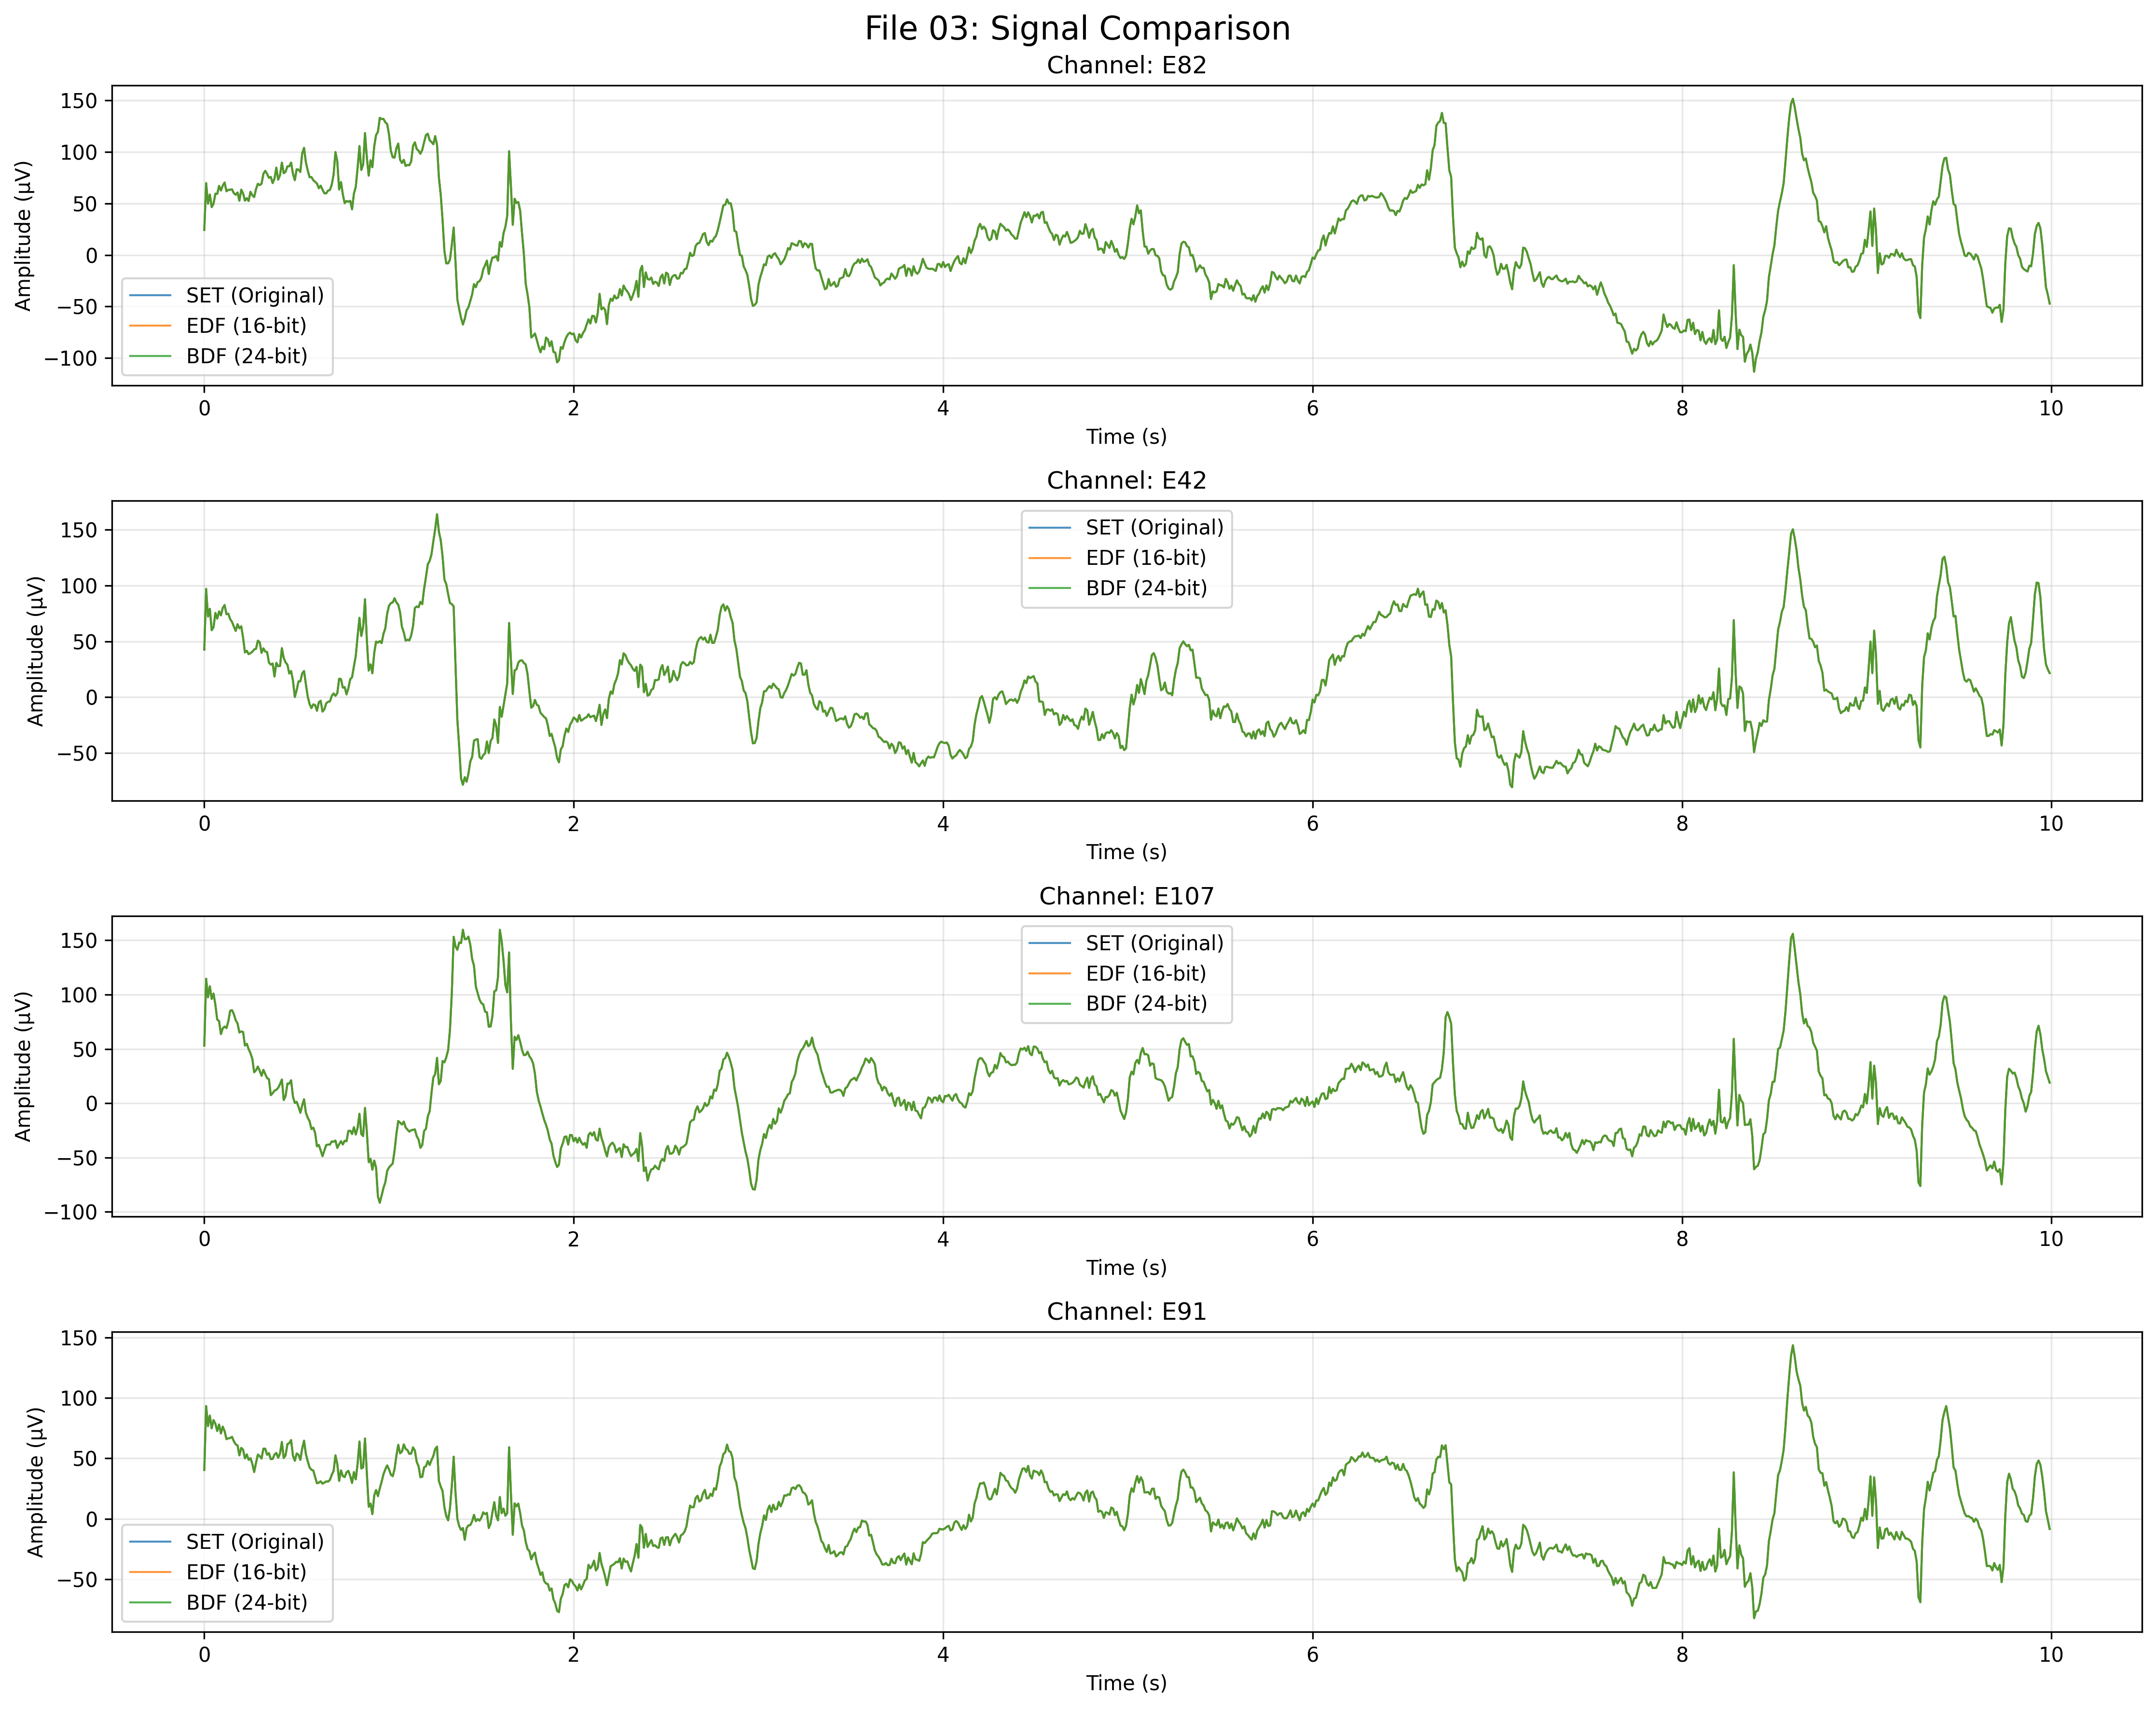 File 03: Signal Comparison
Channel: E82
150
100
50
0
−50
−100
Amplitude (µV)
SET (Original)
EDF (16-bit)
BDF (24-bit)
0 2 4 6 8 10
Time (s)
Channel: E42
150
100
50
0
−50
Amplitude (µV)
SET (Original)
EDF (16-bit)
BDF (24-bit)
0 2 4 6 8 10
Time (s)
Channel: E107
150
100
50
0
−50
−100
Amplitude (µV)
SET (Original)
EDF (16-bit)
BDF (24-bit)
0 2 4 6 8 10
Time (s)
Channel: E91
150
100
50
0
−50
Amplitude (µV)
SET (Original)
EDF (16-bit)
BDF (24-bit)
0 2 4 6 8 10
Time (s)